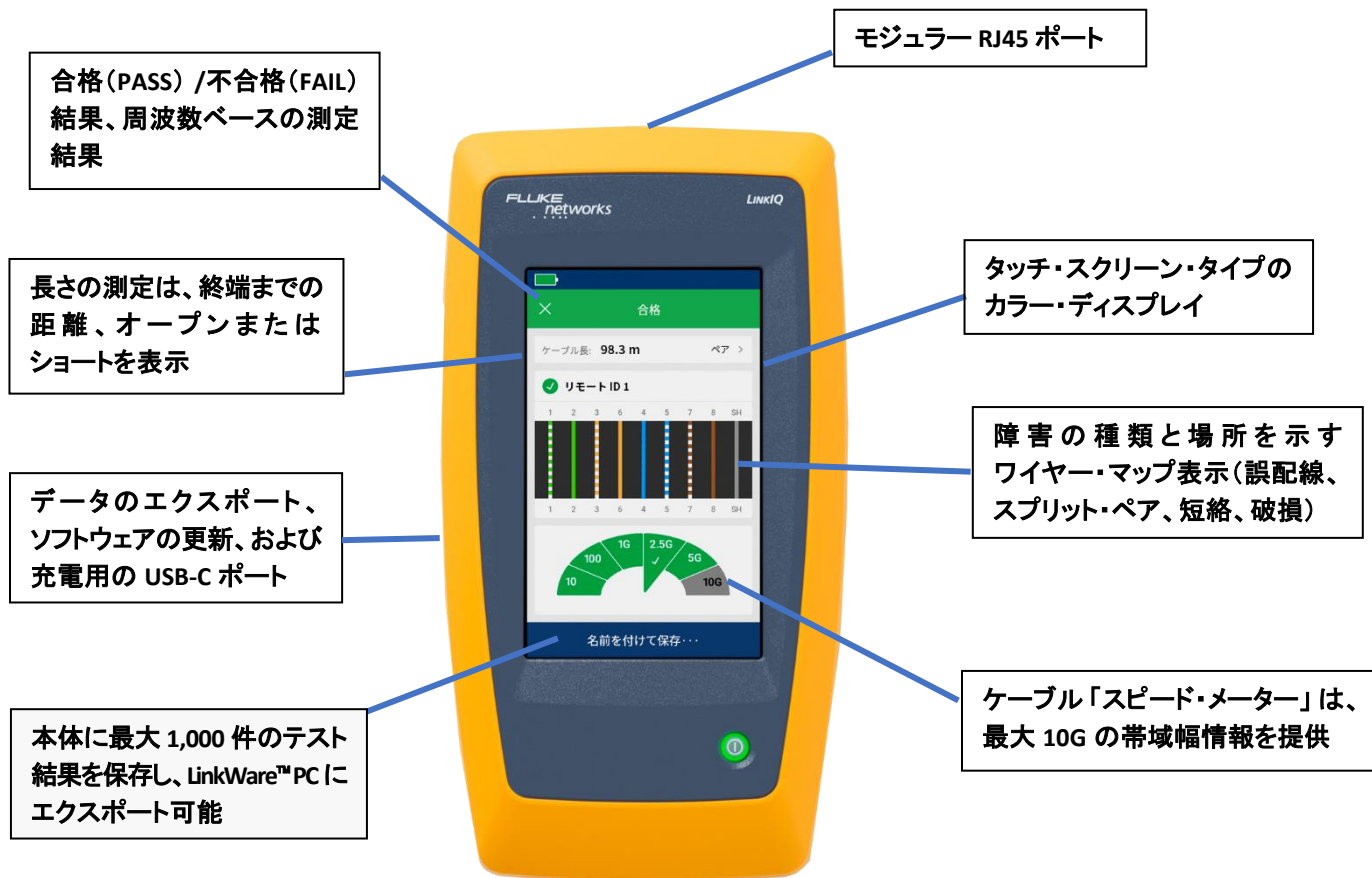 モジュラー RJ45 ポート
合格（PASS）/不合格（FAIL）
結果、周波数ベースの測定
結果
長さの測定は、終端までの
距離、オープンまたは
ショートを表示
データのエクスポート、
ソフトウェアの更新、および
充電用の USB-C ポート
本体に最大 1,000 件のテスト
結果を保存し、LinkWare™ PC に
エクスポート可能
FLUKE
networks
LINKIQ
合格
ケーブル長: 98.3 m ペア >
リモート ID 1
1 2 3 6 4 5 7 8 SH
1 2 3 6 4 5 7 8 SH
10 100 1G 2.5G 5G 10G
名前を付けて保存･･･
タッチ・スクリーン・タイプの
カラー・ディスプレイ
障害の種類と場所を示す
ワイヤー・マップ表示（誤配線、
スプリット・ペア、短絡、破損）
ケーブル「スピード・メーター」は、
最大 10G の帯域幅情報を提供